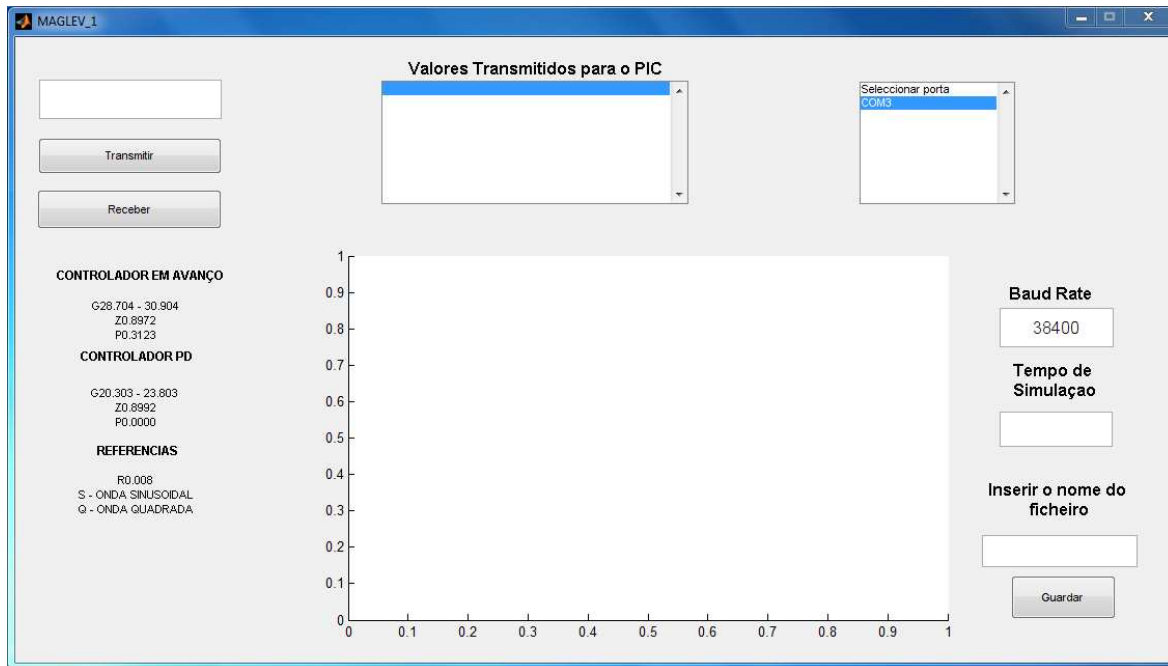 MAGLEV_1
Valores Transmitidos para o PIC
Seleccionar porta
COM3
Transmitir
Receber
CONTROLADOR EM AVANÇO
G28.704 - 30.904
Z0.8972
P0.3123
CONTROLADOR PD
G20.303 - 23.803
Z0.8992
P0.0000
REFERENCIAS
R0.008
S - ONDA SINUSOIDAL
Q - ONDA QUADRADA
1
0.9
0.8
0.7
0.6
0.5
0.4
0.3
0.2
0.1
0
0 0.1 0.2 0.3 0.4 0.5 0.6 0.7 0.8 0.9 1
Baud Rate
38400
Tempo de
Simulaçao
Inserir o nome do
ficheiro
Guardar